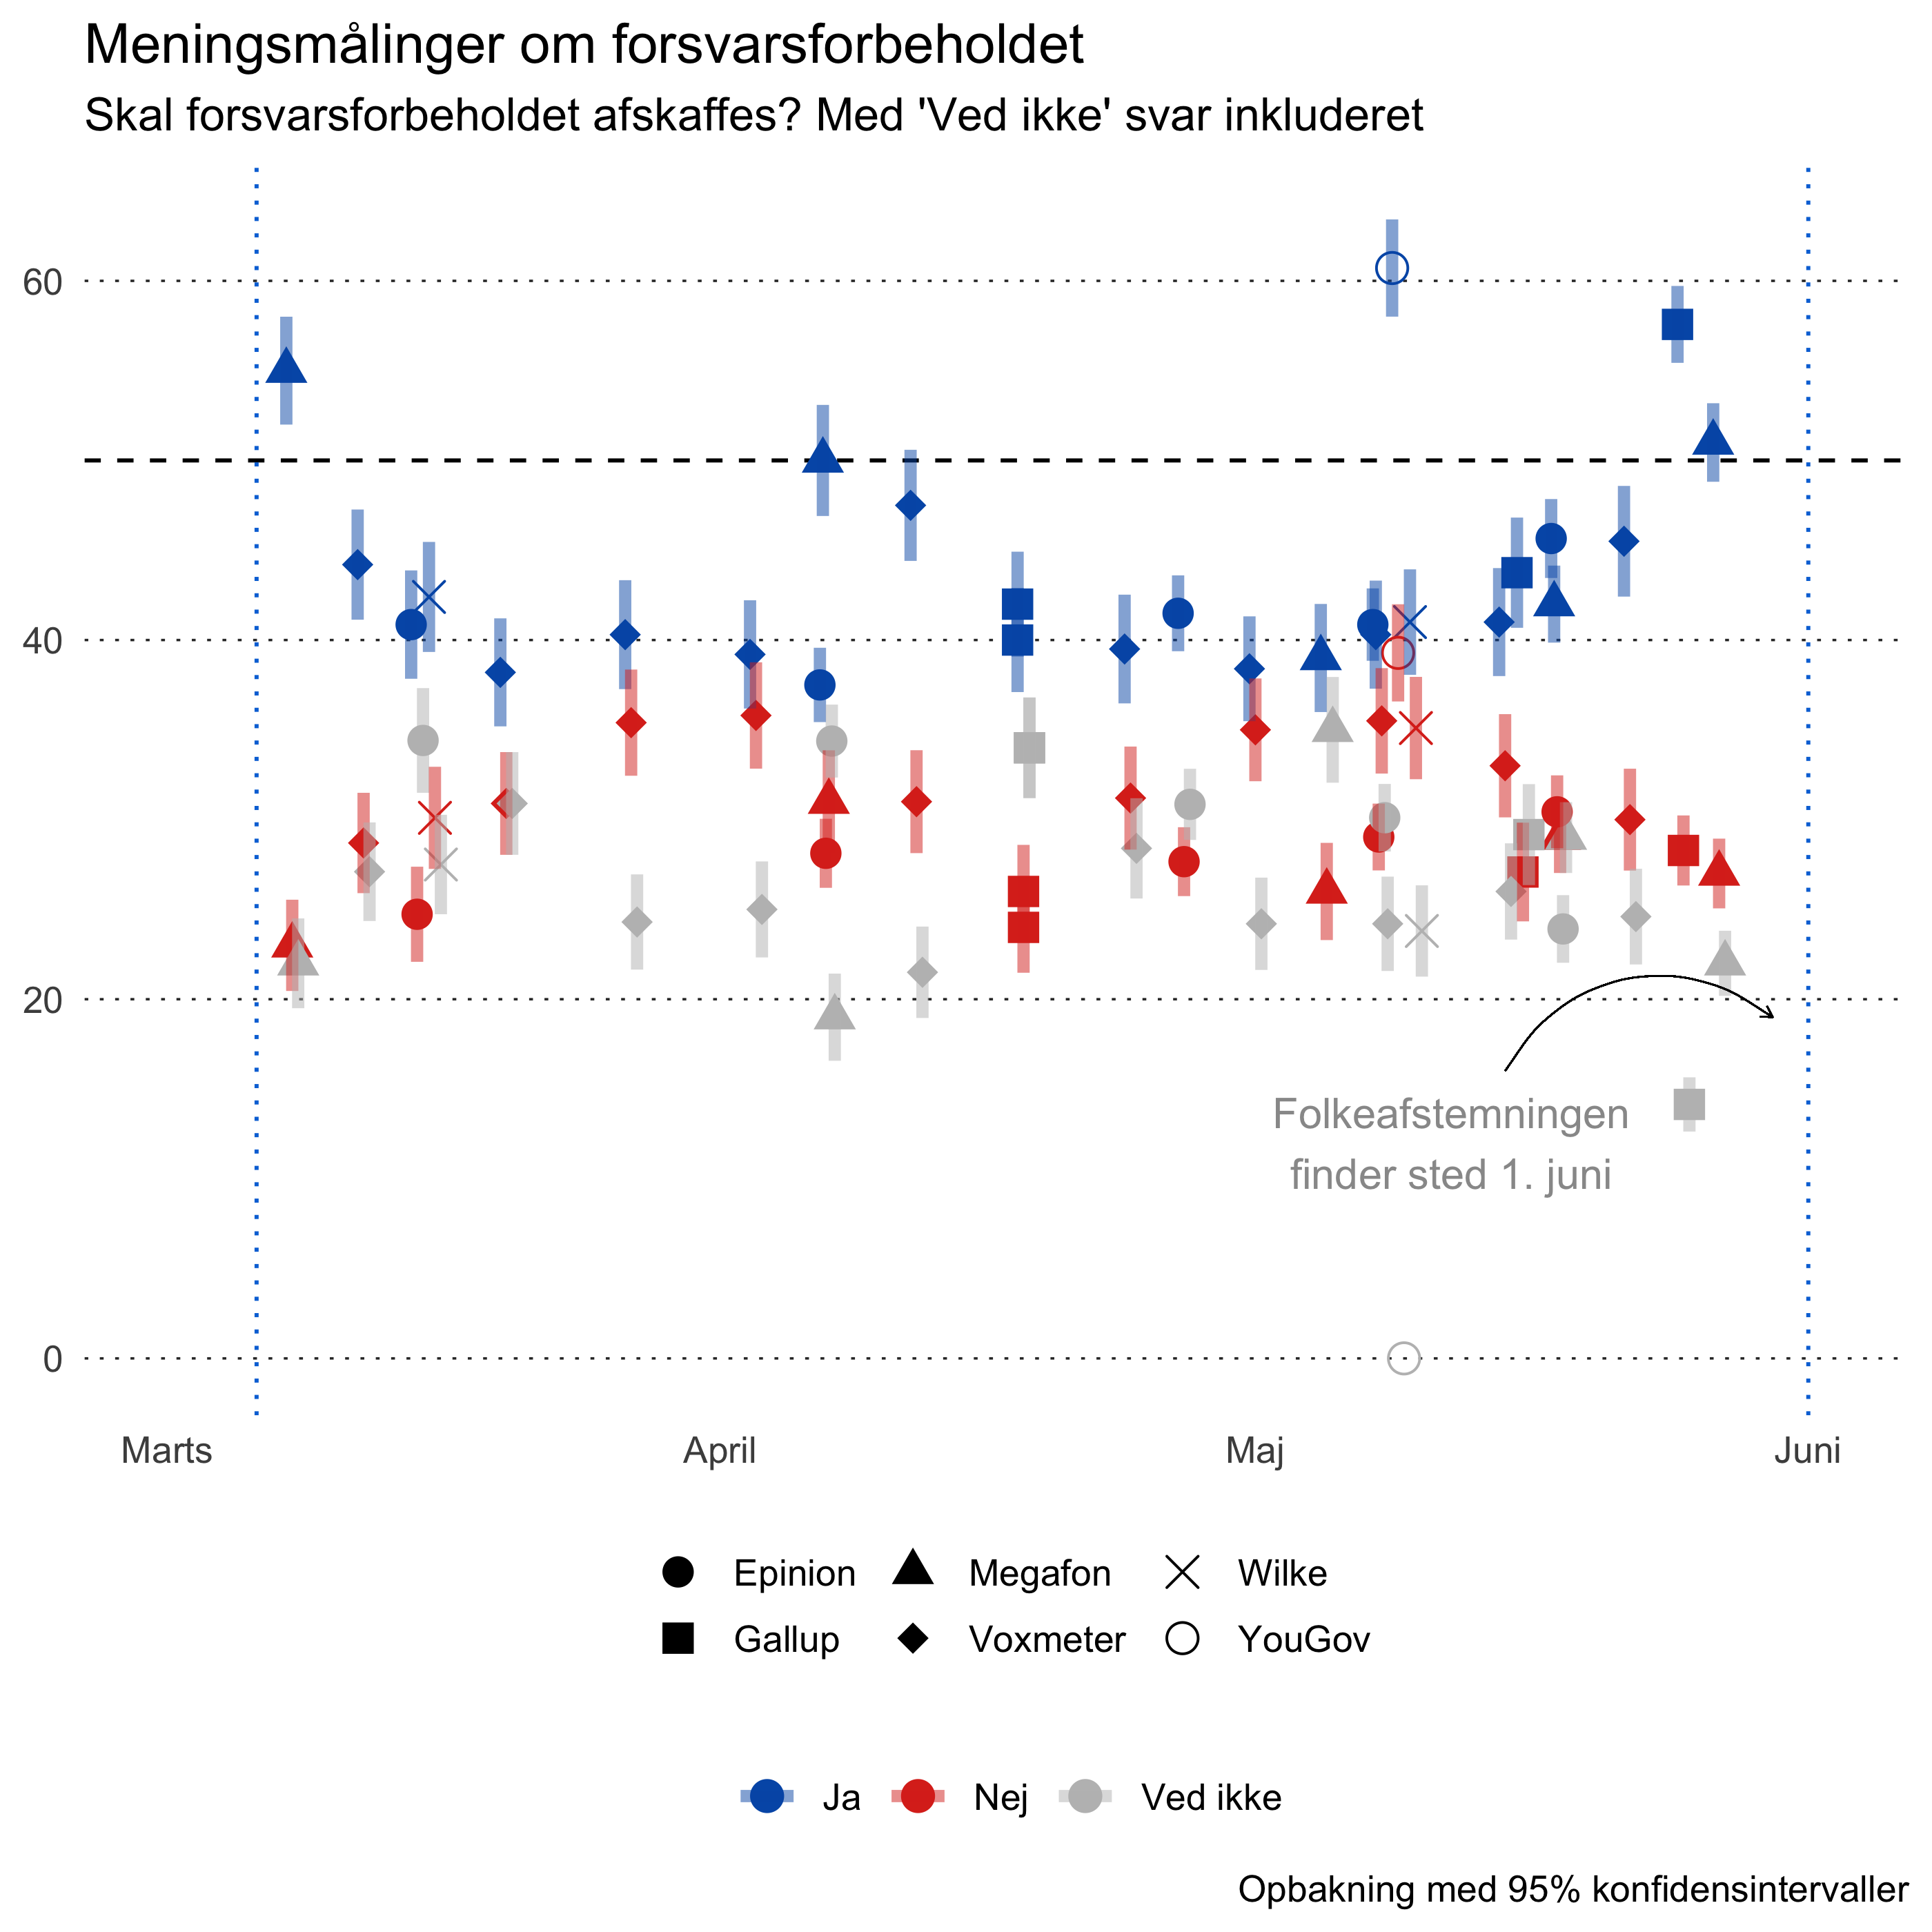 Meningsmålinger om forsvarsforbeholdet
Skal forsvarsforbeholdet afskaffes? Med 'Ved ikke' svar inkluderet
60
40
20
0
Folkeafstemningen
finder sted 1. juni
Marts April Maj Juni
Epinion Megafon Wilke
Gallup Voxmeter YouGov
Ja Nej Ved ikke
Opbakning med 95% konfidensintervaller